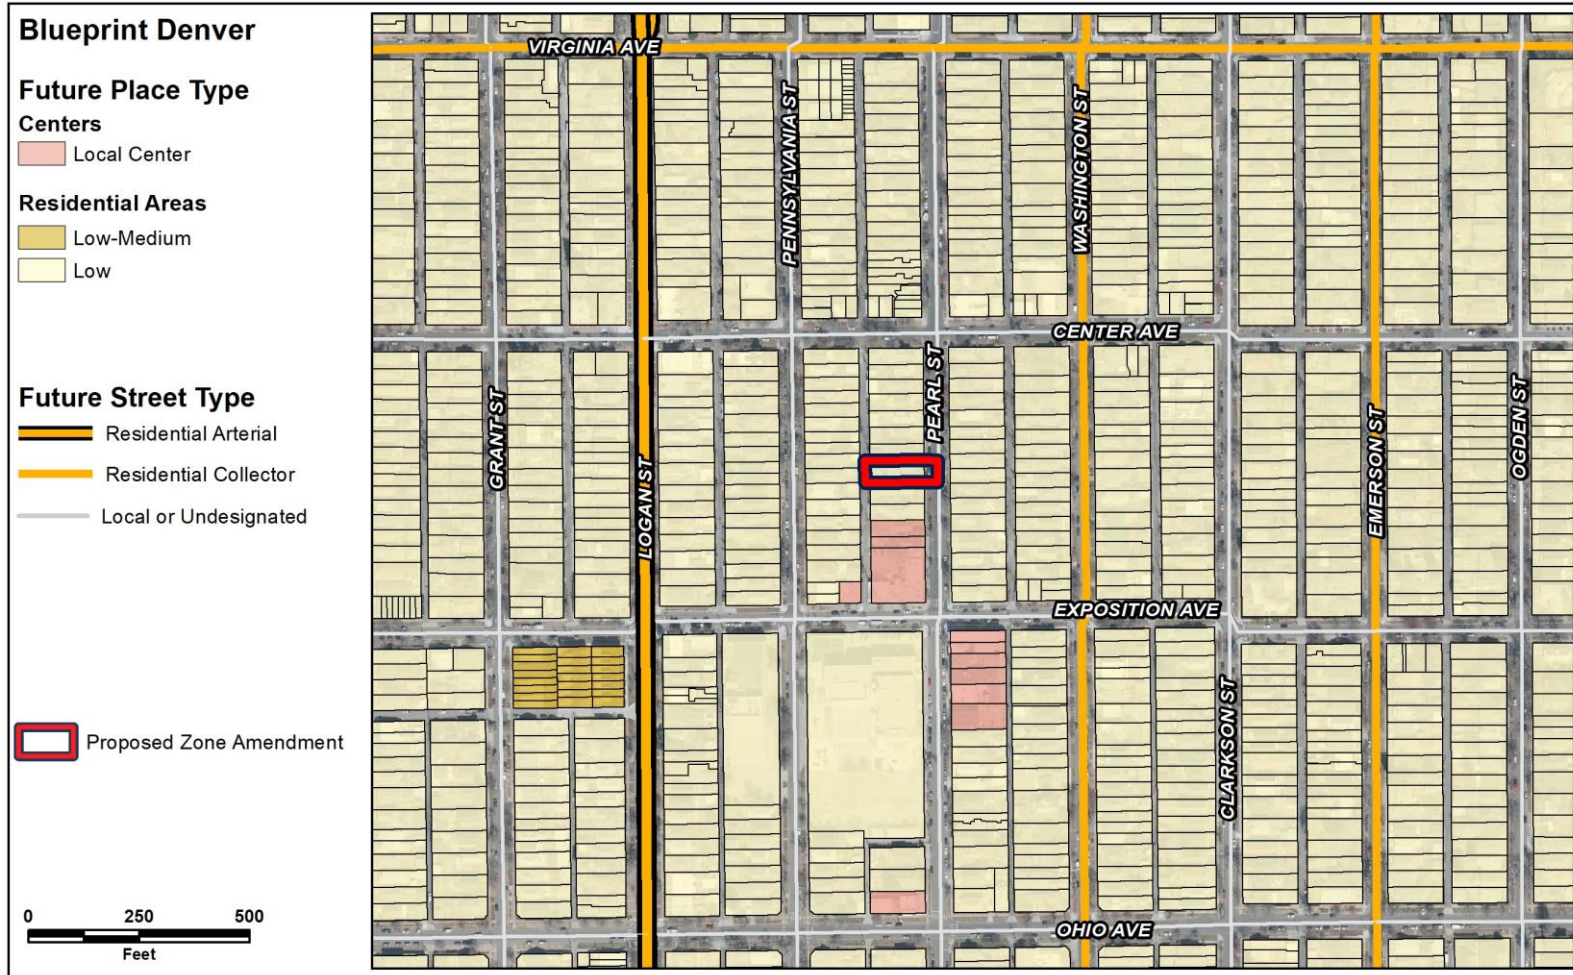 Blueprint Denver
Future Place Type
Centers
Local Center
Residential Areas
Low-Medium
Low
Future Street Type
Residential Arterial
Residential Collector
Local or Undesignated
Proposed Zone Amendment
0 250 500
Feet
VIRGINIA AVE
PENNSYLVANIA ST
WASHINGTON ST
CENTER AVE
GRANT ST
LOGAN ST
PEARL ST
EMERSON ST
OGDEN ST
EXPOSITION AVE
CLARKSON ST
OHIO AVE